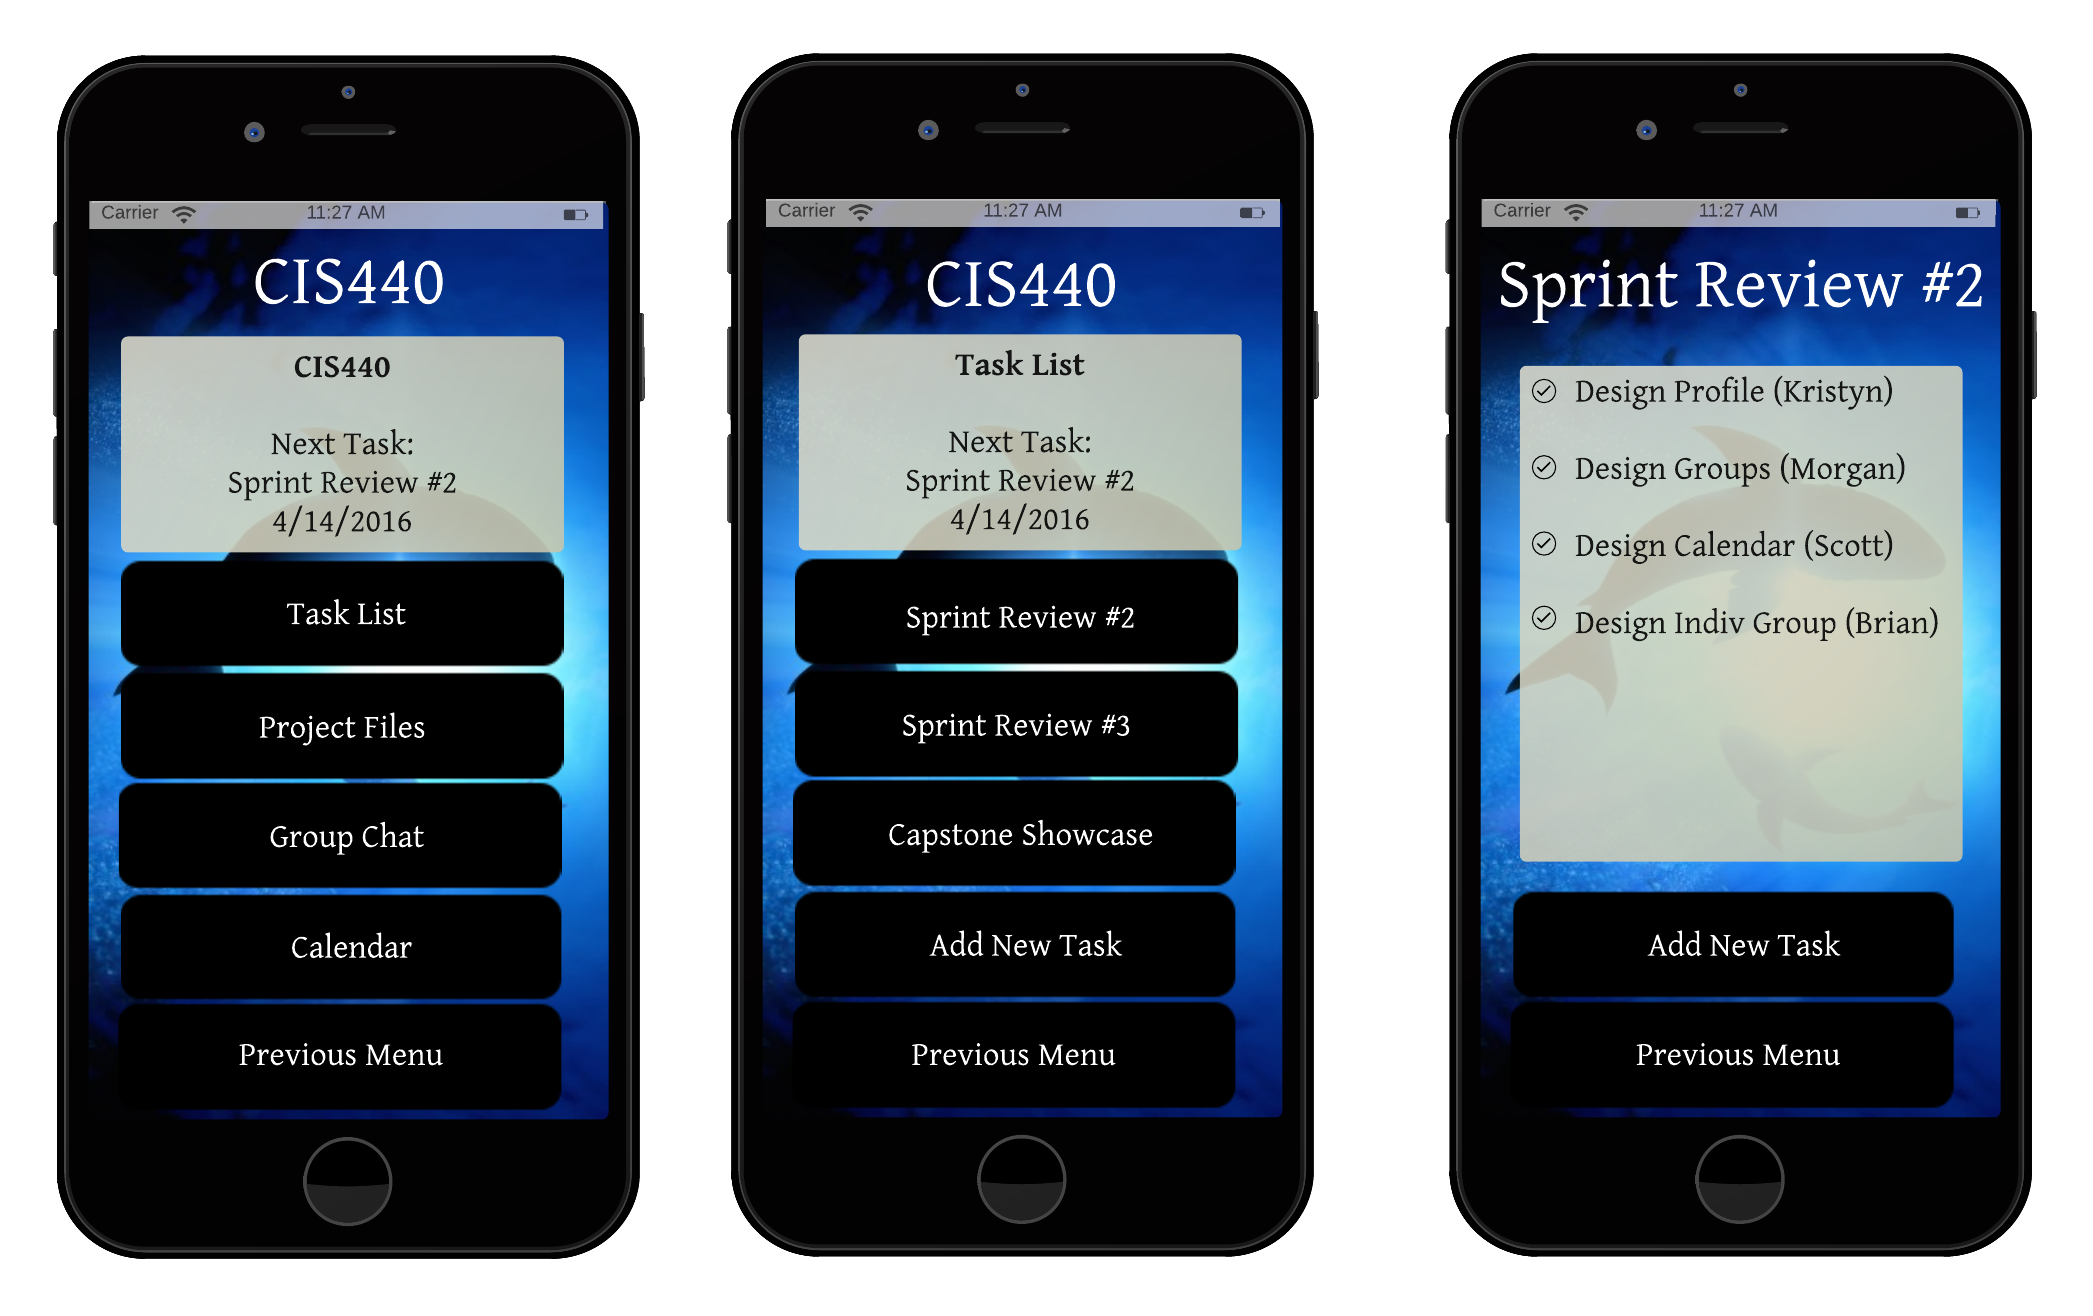 Carrier 11:27 AM
CIS440
CIS440
Next Task:
Sprint Review #2
4/14/2016
Task List
Project Files
Group Chat
Calendar
Previous Menu
Carrier 11:27 AM
CIS440
Task List
Next Task:
Sprint Review #2
4/14/2016
Sprint Review #2
Sprint Review #3
Capstone Showcase
Add New Task
Previous Menu
Carrier 11:27 AM
Sprint Review #2
Design Profile (Kristyn)
Design Groups (Morgan)
Design Calendar (Scott)
Design Indiv Group (Brian)
Add New Task
Previous Menu